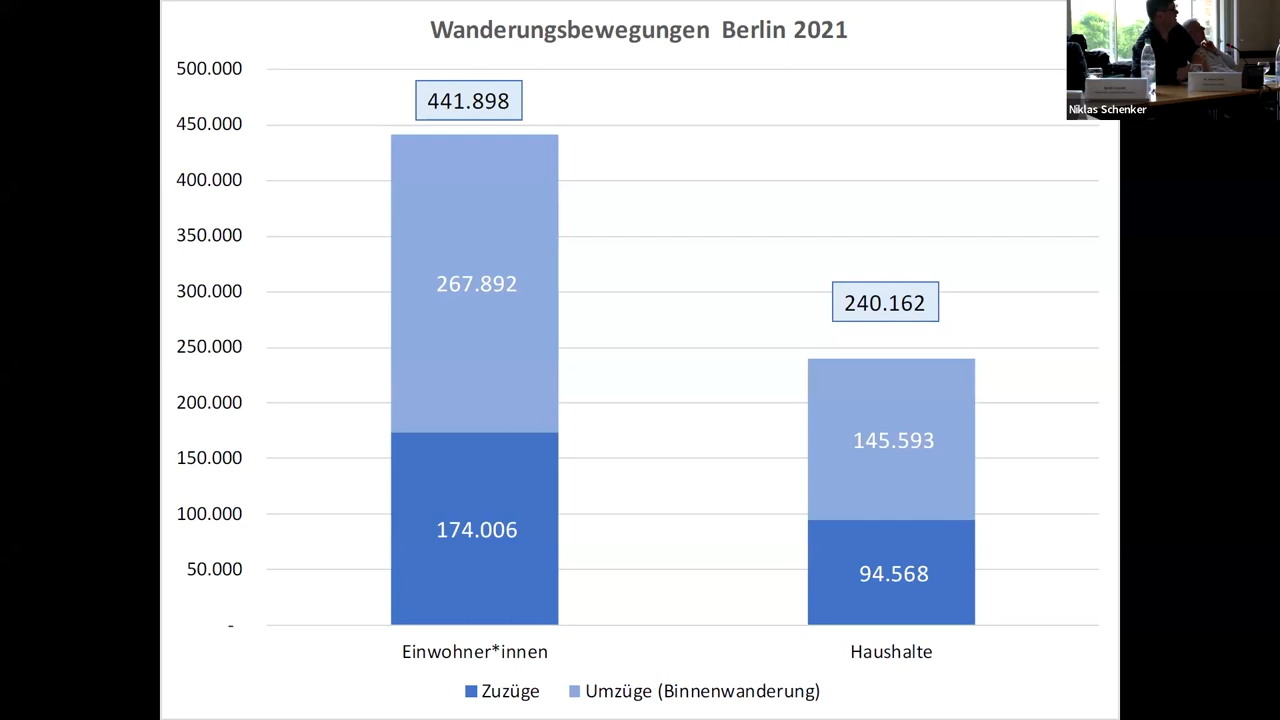 Wanderungsbewegungen Berlin 2021
500.000
450.000
400.000
350.000
300.000
250.000
200.000
150.000
100.000
50.000
-
441.898
267.892
174.006
240.162
145.593
94.568
Einwohner*innen
Haushalte
Zuzüge
Umzüge (Binnenwanderung)
Niklas Schenker